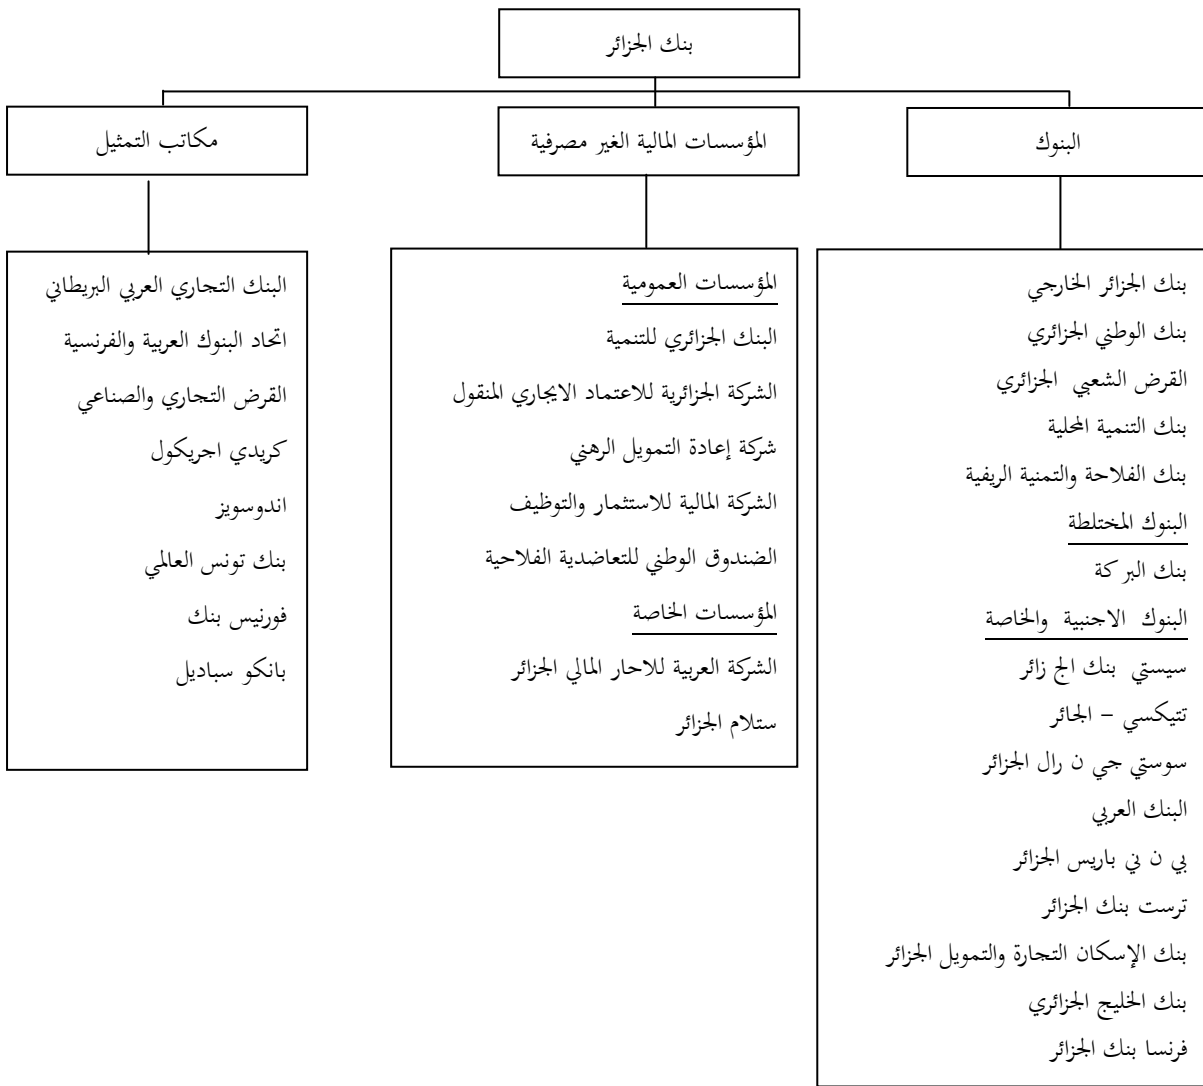 بنك الجزائر
البنوك
المؤسسات المالية الغير مصرفية
مكاتب التمثيل
بنك الجزائر الخارجي
بنك الوطني الجزائري
القرض الشعبي الجزائري
بنك التنمية المحلية
بنك الفلاحة والتمنية الريفية
البنوك المختلطة
بنك البركة
البنوك الاجنبية والخاصة
سيستي بنك الج زائر
تتيكسي – الجائر
سوستي جي ن رال الجزائر
البنك العربي
بي ن ني باريس الجزائر
ترست بنك الجزائر
بنك الإسكان التجارة والتمويل الجزائر
بنك الخليج الجزائري
فرنسا بنك الجزائر
المؤسسات العمومية
البنك الجزائري للتنمية
الشركة الجزائرية للاعتماد الايجاري المنقول
شركة إعادة التمويل الرهني
الشركة المالية للاستثمار والتوظيف
الضندوق الوطني للتعاضدية الفلاحية
المؤسسات الخاصة
الشركة العربية للاحار المالي الجزائر
ستلام الجزائر
البنك التجاري العربي البريطاني
اتحاد البنوك العربية والفرنسية
القرض التجاري والصناعي
كريدي اجريكول
اندوسويز
بنك تونس العالمي
فورنيس بنك
بانكو سباديل